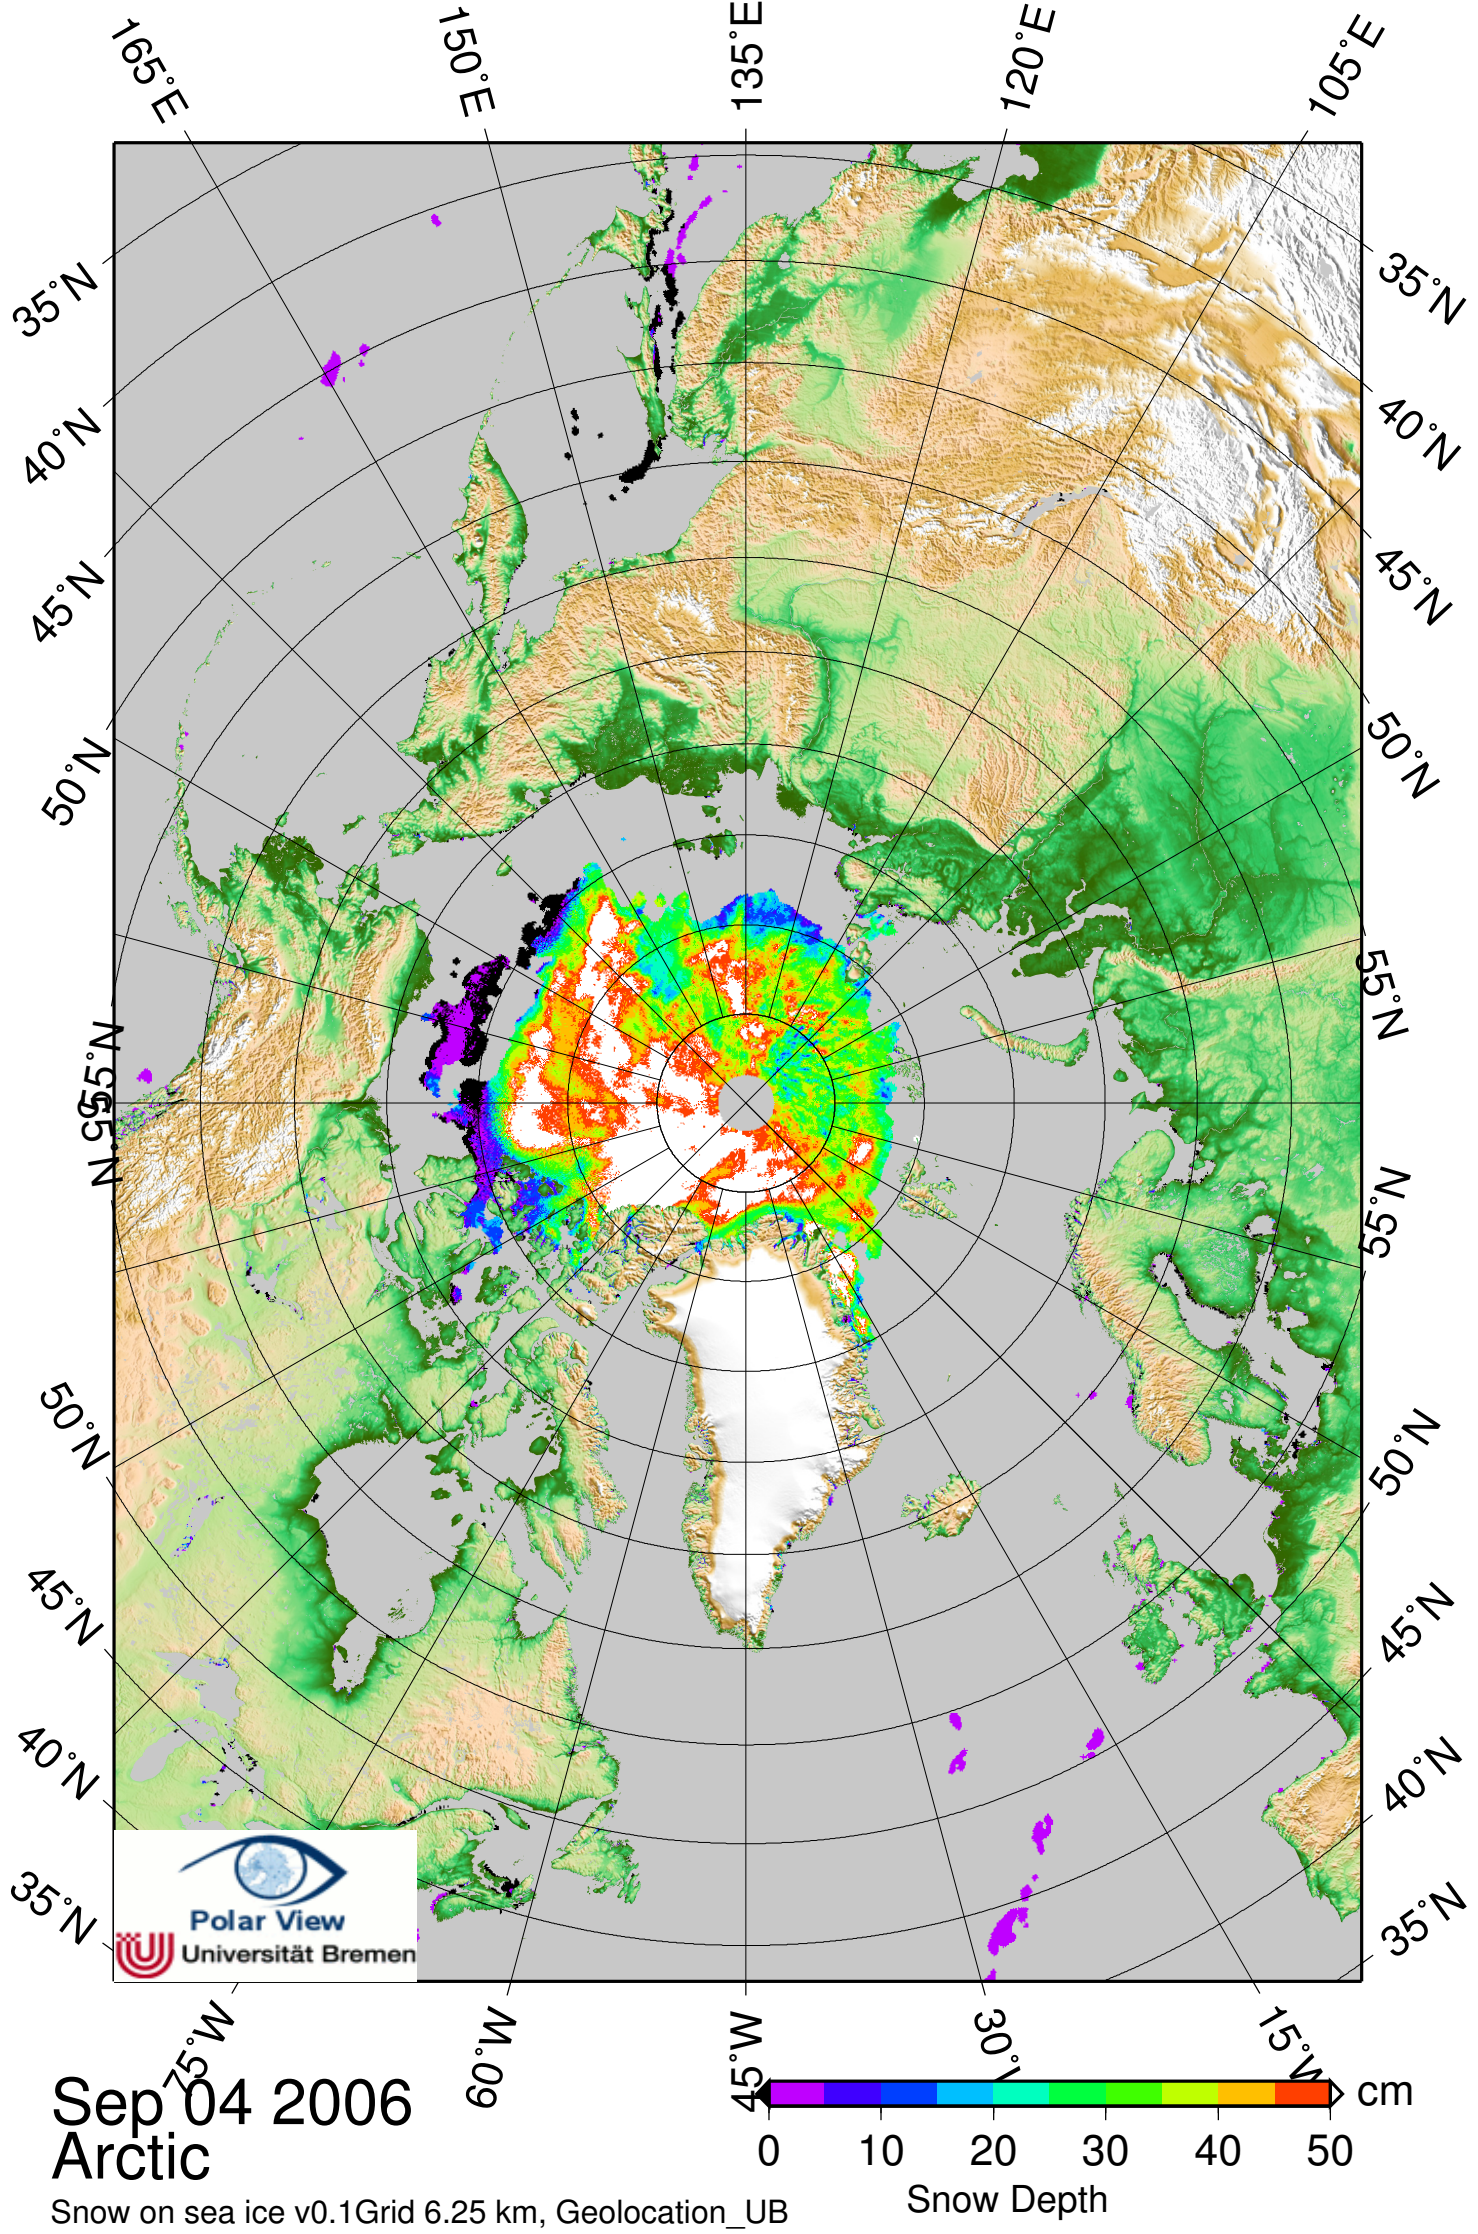 165°E 150°E 135°E 120°E 105°E
35°N 35°N
40°N 40°N
45°N 45°N
50°N 50°N
55°N 55°N
55°N 55°N
50°N 50°N
45°N 45°N
40°N 40°N
35°N 35°N
Polar View
Universität Bremen
75°W 60°W 45°W 30°W 15°W
Sep 04 2006
Arctic
Snow on sea ice v0.1Grid 6.25 km, Geolocation_UB
cm
0 10 20 30 40 50
Snow Depth